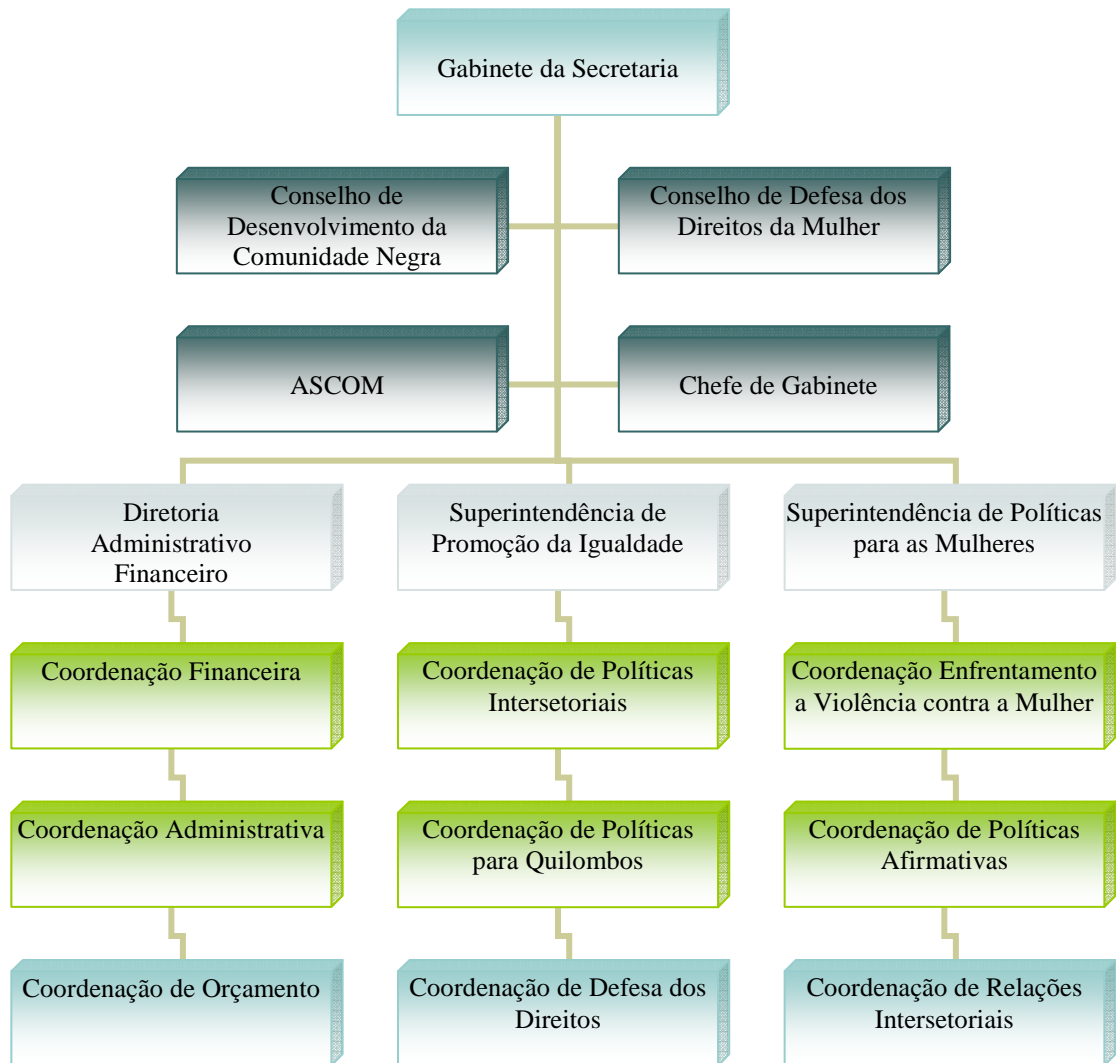 Gabinete da Secretaria
Conselho de
Desenvolvimento da
Comunidade Negra
Conselho de Defesa dos
Direitos da Mulher
ASCOM
Chefe de Gabinete
Diretoria
Administrativo
Financeiro
Superintendência de
Promoção da Igualdade
Superintendência de Políticas
para as Mulheres
Coordenação Financeira
Coordenação de Políticas
Intersetoriais
Coordenação Enfrentamento
a Violência contra a Mulher
Coordenação Administrativa
Coordenação de Políticas
para Quilombos
Coordenação de Políticas
Afirmativas
Coordenação de Orçamento
Coordenação de Defesa dos
Direitos
Coordenação de Relações
Intersetoriais